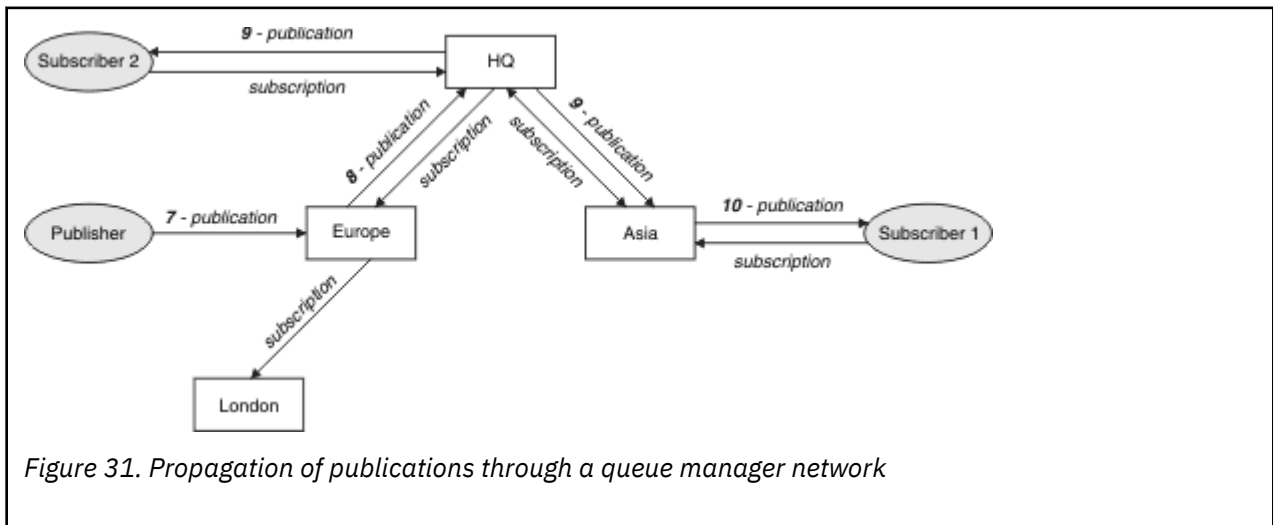 9 - publication
Subscriber 2
HQ
subscription
8 - publication
subscription
subscription
9 - publication
7 - publication
Publisher
Europe
Asia
10 - publication
Subscriber 1
subscription
subscription
London
Figure 31. Propagation of publications through a queue manager network